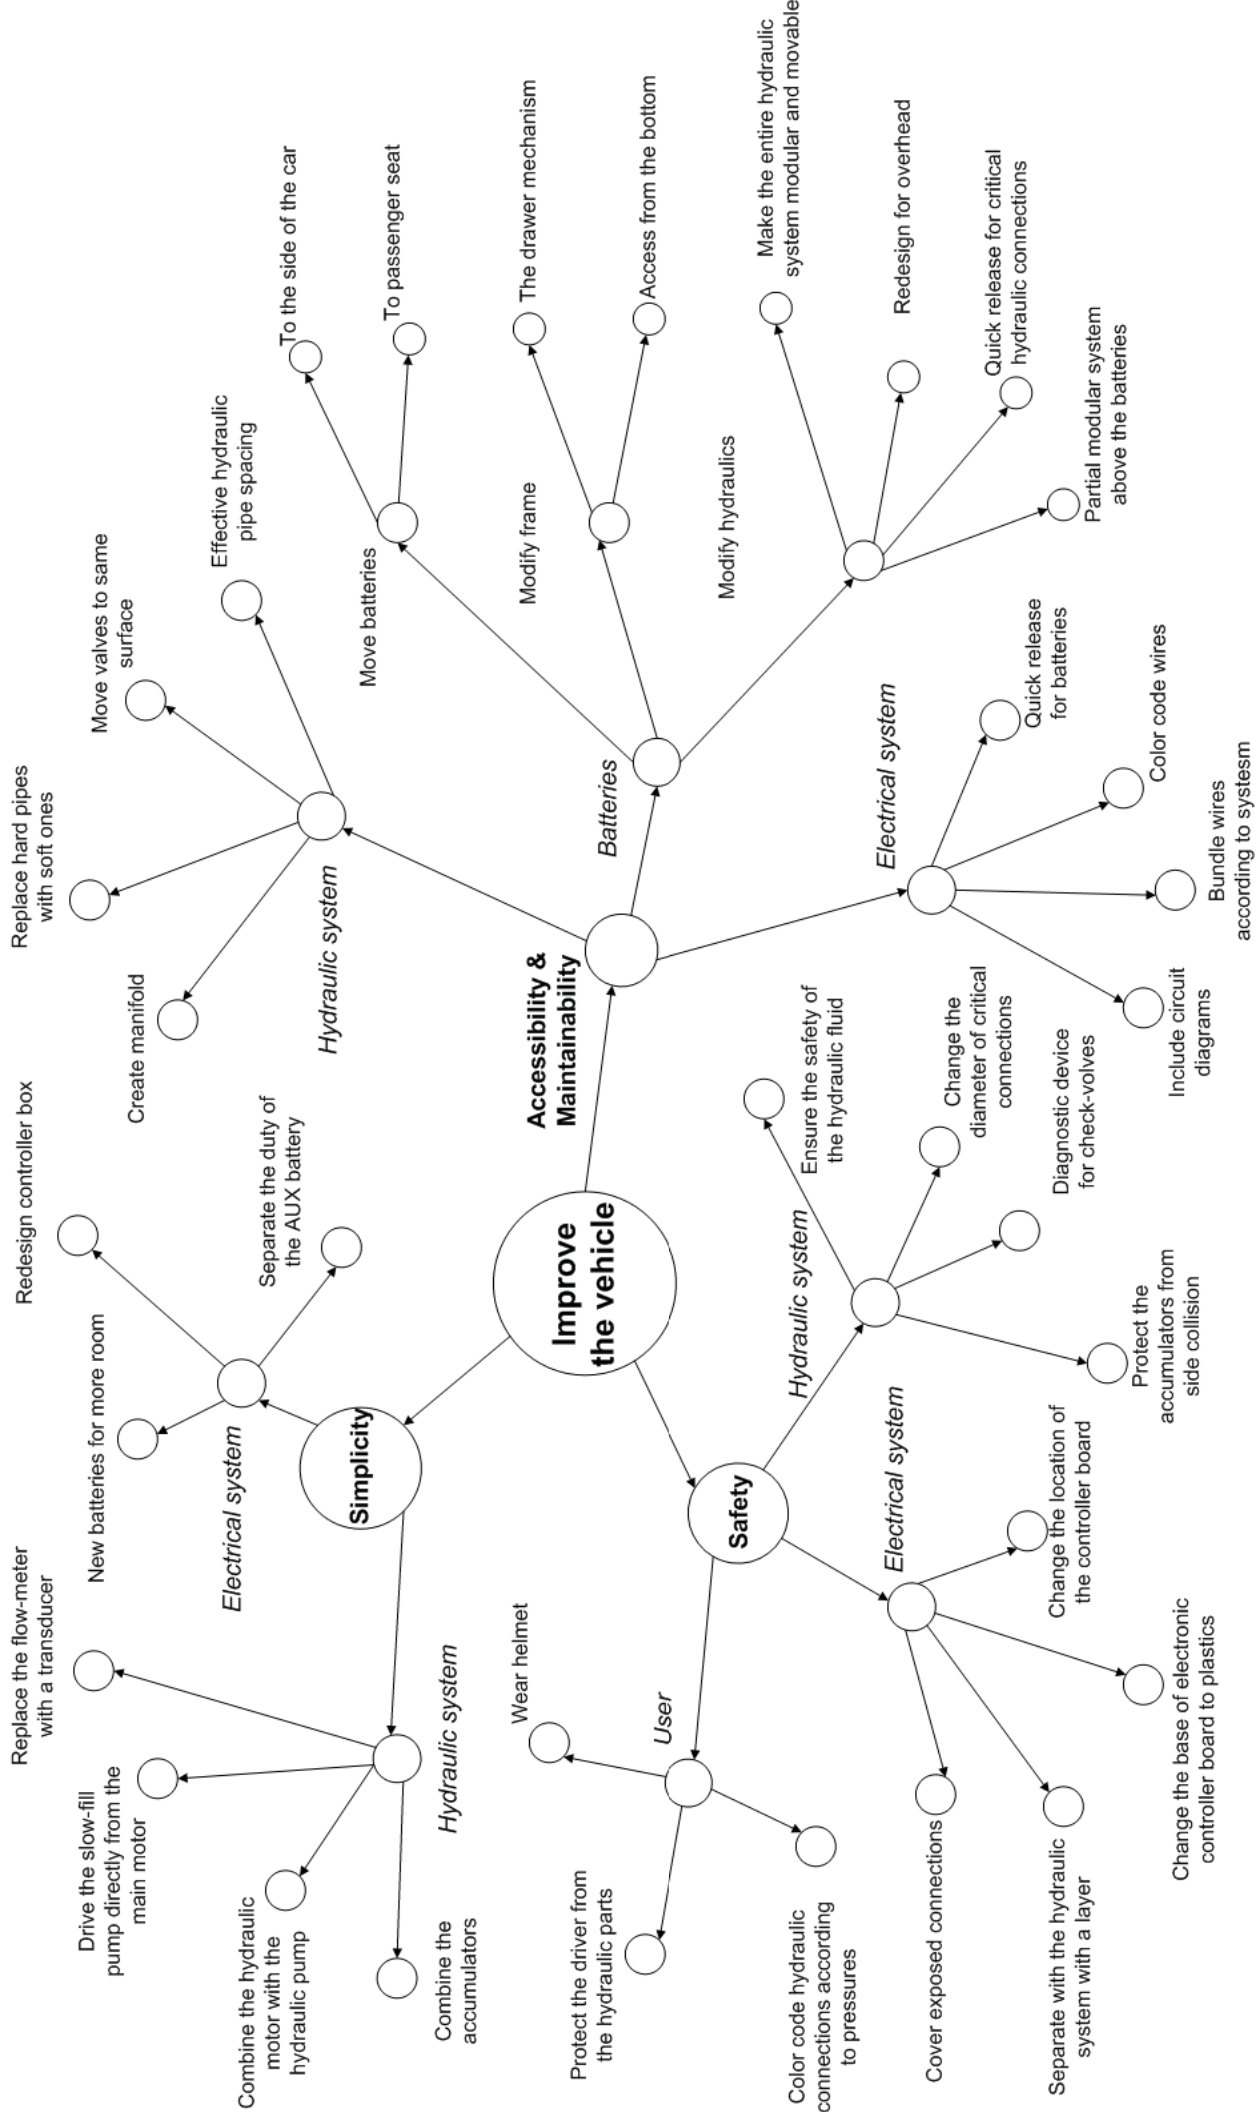 Replace the flow-meter
with a transducer
Redesign controller box
Replace hard pipes
with soft ones
Drive the slow-fill
pump directly from the
main motor
New batteries for more room
Create manifold
Move valves to same
surface
Combine the hydraulic
motor with the
hydraulic pump
Electrical system
Separate the duty of
the AUX battery
Effective hydraulic
pipe spacing
To the side of the car
Hydraulic system
Simplicity
Move batteries
To passenger seat
Combine the
accumulators
Hydraulic system
Wear helmet
Accessibility &
Maintainability
Modify frame
The drawer mechanism
Improve
the vehicle
Protect the driver from
the hydraulic parts
User
Batteries
Access from the bottom
Safety
Modify hydraulics
Make the entire hydraulic
system modular and movable
Color code hydraulic
connections according
to pressures
Hydraulic system
Ensure the safety of
the hydraulic fluid
Electrical system
Electrical system
Redesign for overhead
Cover exposed connections
Change the
diameter of critical
connections
Quick release for critical
hydraulic connections
Quick release
for batteries
Separate with the hydraulic
system with a layer
Change the location of
the controller board
Diagnostic device
for check-volves
Partial modular system
above the batteries
Protect the
accumulators from
side collision
Color code wires
Change the base of electronic
controller board to plastics
Include circuit
diagrams
Bundle wires
according to systesm